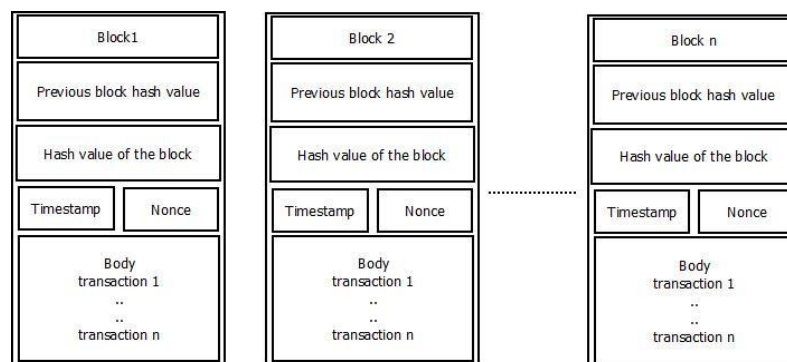 Block1
Previous block hash value
Hash value of the block
Timestamp
Nonce
Body
transaction 1
..
..
transaction n
Block 2
Previous block hash value
Hash value of the block
Timestamp
Nonce
Body
transaction 1
..
..
transaction n
Block n
Previous block hash value
Hash value of the block
Timestamp
Nonce
Body
transaction 1
..
..
transaction n